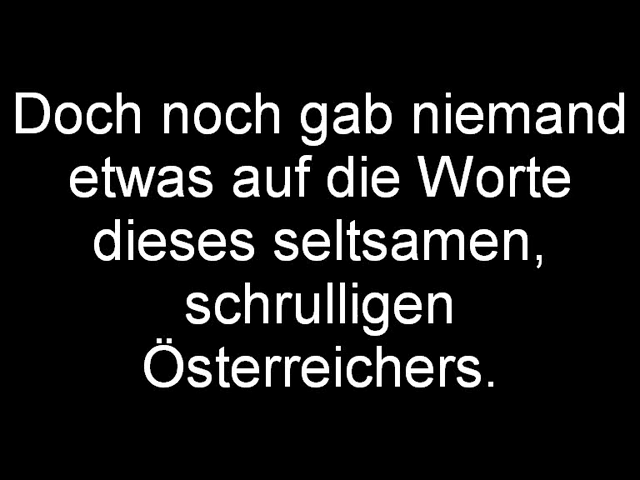 Doch noch gab niemand
etwas auf die Worte
dieses seltsamen,
schrulligen
Österreichers.